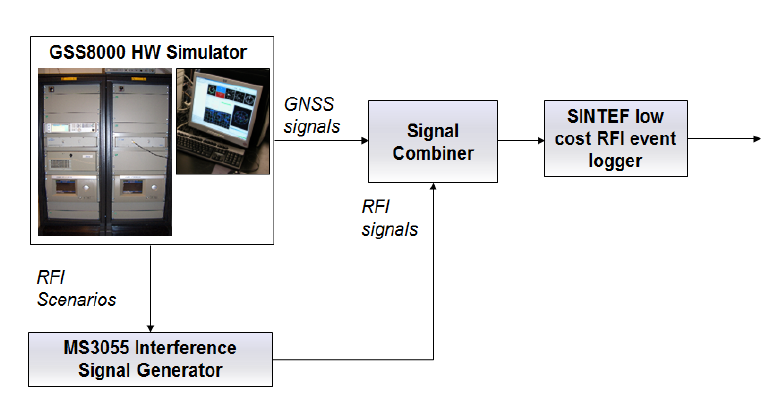 GSS8000 HW Simulator
GNSS
signals
Signal
Combiner
SINTEF low
cost RFI event
logger
RFI
signals
RFI
Scenarios
MS3055 Interference
Signal Generator